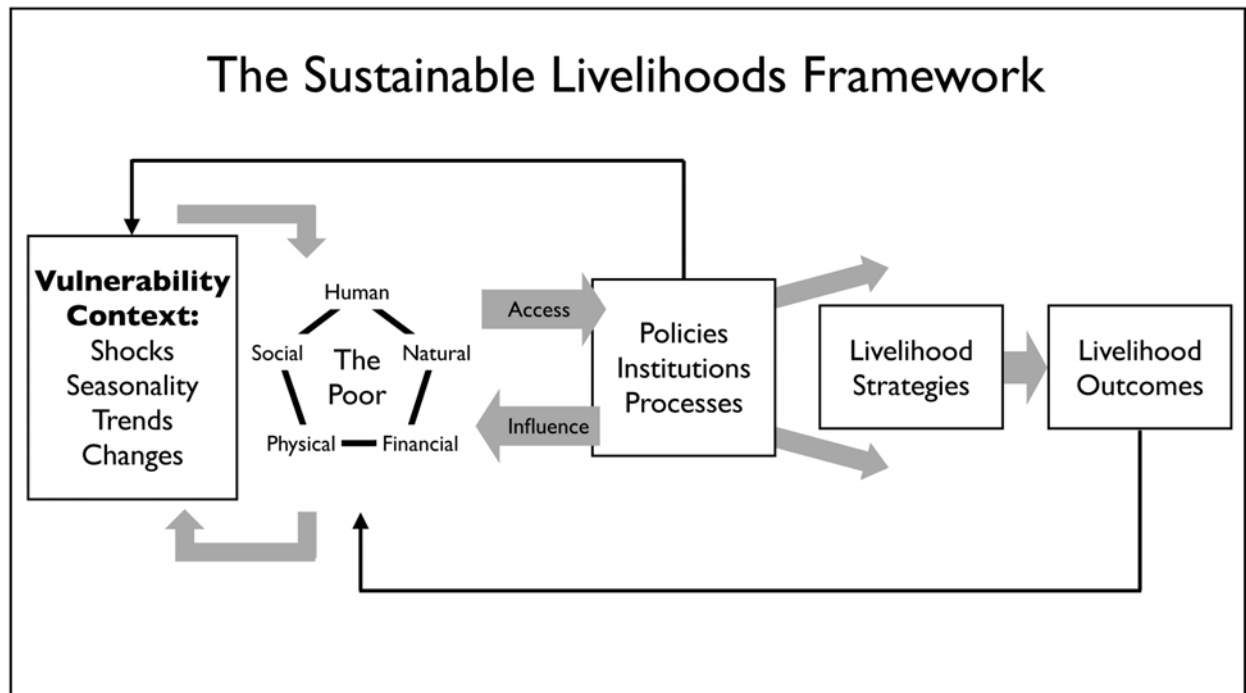 The Sustainable Livelihoods Framework
Vulnerability
Context:
Shocks
Seasonality
Trends
Changes
Human
Social
Natural
The
Poor
Physical
Financial
Access
Influence
Policies
Institutions
Processes
Livelihood
Strategies
Livelihood
Outcomes